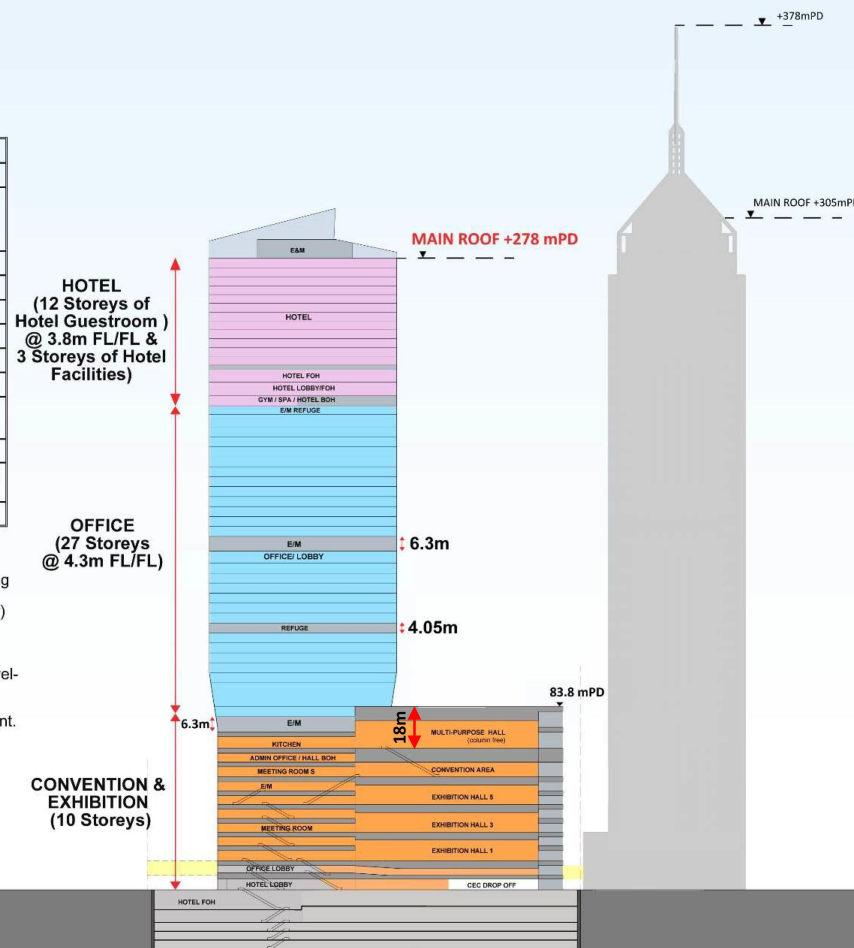 +378mPD
MAIN ROOF +305mP
MAIN ROOF +278 mPD
E&M
HOTEL
(12 Storeys of
Hotel Guestroom )
@ 3.8m FL/FL &
3 Storeys of Hotel
Facilities)
HOTEL
HOTEL FOH
HOTEL LOBBY/FOH
GYM / SPA / HOTEL BOH
E/M REFUGE
OFFICE
(27 Storeys
@ 4.3m FL/FL)
E/M
6.3m
OFFICE/ LOBBY
REFUGE
4.05m
g
)
el-
nt.
83.8 mPD
6.3m
E/M
18m
MULTI-PURPOSE HALL
(column free)
KITCHEN
ADMIN OFFICE / HALL BOH
MEETING ROOM S
CONVENTION AREA
CONVENTION &
EXHIBITION
(10 Storeys)
E/M
EXHIBITION HALL 5
MEETING ROOM
EXHIBITION HALL 3
EXHIBITION HALL 1
OFFICE LOBBY
HOTEL LOBBY
CEC DROP OFF
HOTEL FOH